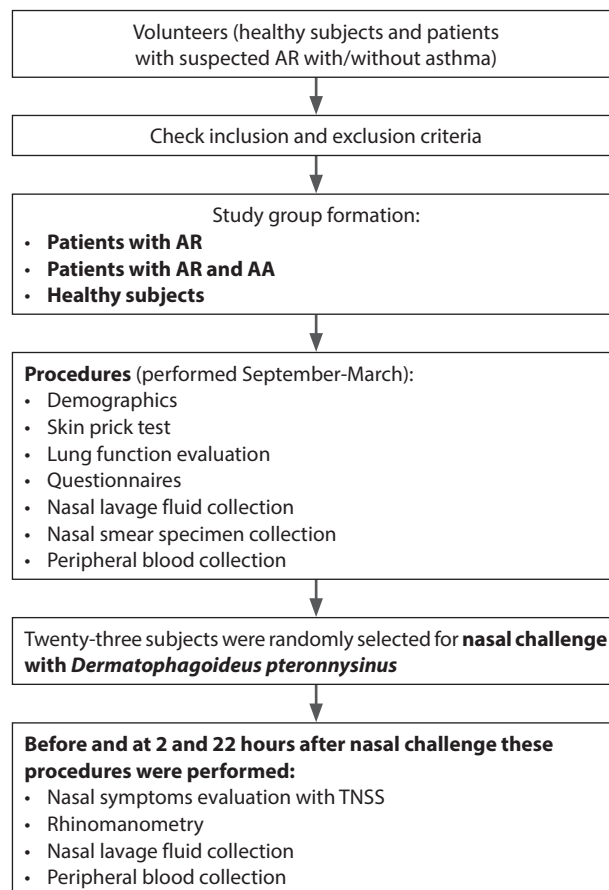 Volunteers (healthy subjects and patients
with suspected AR with/without asthma)
Check inclusion and exclusion criteria
Study group formation:
• Patients with AR
• Patients with AR and AA
• Healthy subjects
Procedures (performed September-March):
• Demographics
• Skin prick test
• Lung function evaluation
• Questionnaires
• Nasal lavage fluid collection
• Nasal smear specimen collection
• Peripheral blood collection
Twenty-three subjects were randomly selected for nasal challenge
with Dermatophagoideus pteronnysinus
Before and at 2 and 22 hours after nasal challenge these
procedures were performed:
• Nasal symptoms evaluation with TNSS
• Rhinomanometry
• Nasal lavage fluid collection
• Peripheral blood collection